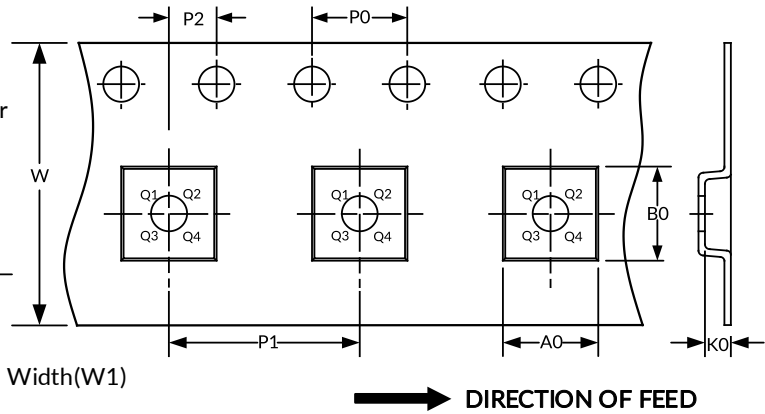 P2
P0
r
W
Q1 Q2
Q3 Q4
Q1 Q2
Q3 Q4
Q1 Q2
Q3 Q4
B0
P1
A0
K0
Width(W1)
DIRECTION OF FEED